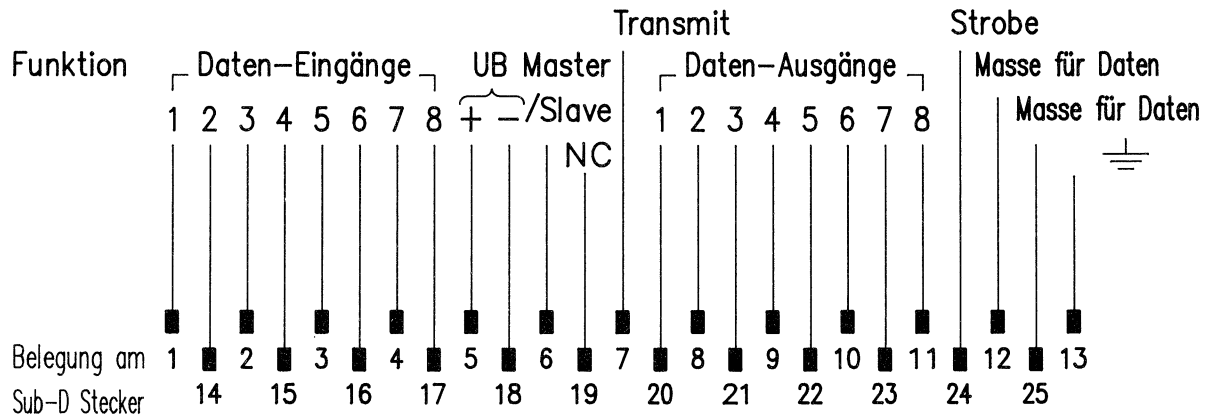 Transmit Strobe
Funktion Daten-Eingänge UB Master Daten-Ausgänge Masse für Daten
1 2 3 4 5 6 7 8 + - /Slave 1 2 3 4 5 6 7 8 Masse für Daten
NC
Belegung am 1 2 3 4 5 6 7 8 9 10 11 12 13
Sub-D Stecker 14 15 16 17 18 19 20 21 22 23 24 25